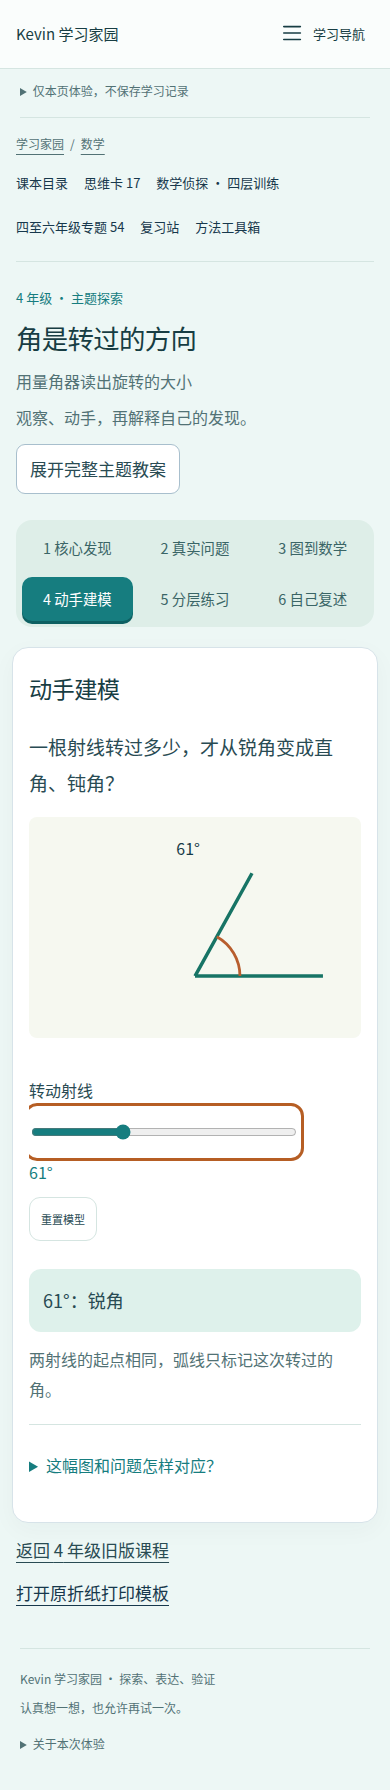 Kevin 学习家园
学习导航
▶ 仅本页体验，不保存学习记录
学习家园 / 数学
课本目录 思维卡 17 数学侦探 · 四层训练
四至六年级专题 54 复习站 方法工具箱
4 年级 · 主题探索
角是转过的方向
用量角器读出旋转的大小
观察、动手，再解释自己的发现。
展开完整主题教案
1 核心发现 2 真实问题 3 图到数学
4 动手建模 5 分层练习 6 自己复述
动手建模
一根射线转过多少，才从锐角变成直
角、钝角？
61°
转动射线
61°
重置模型
61°：锐角
两射线的起点相同，弧线只标记这次转过的
角。
▶ 这幅图和问题怎样对应？
返回 4 年级旧版课程
打开原折纸打印模板
Kevin 学习家园 · 探索、表达、验证
认真想一想，也允许再试一次。
▶ 关于本次体验